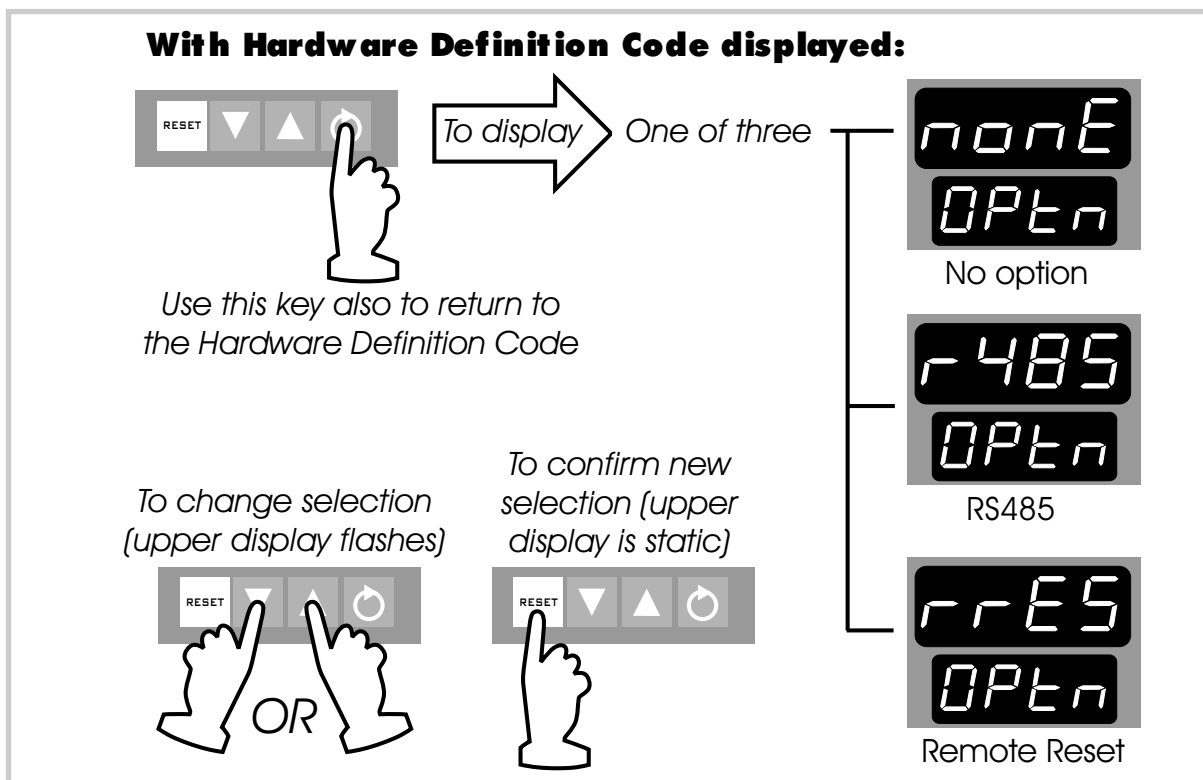 With Hardware Definition Code displayed:
RESET
To display
One of three
nonE
OPtn
No option
Use this key also to return to
the Hardware Definition Code
r485
OPtn
RS485
To change selection
(upper display flashes)
RESET
OR
To confirm new
selection (upper
display is static)
RESET
rrES
OPtn
Remote Reset